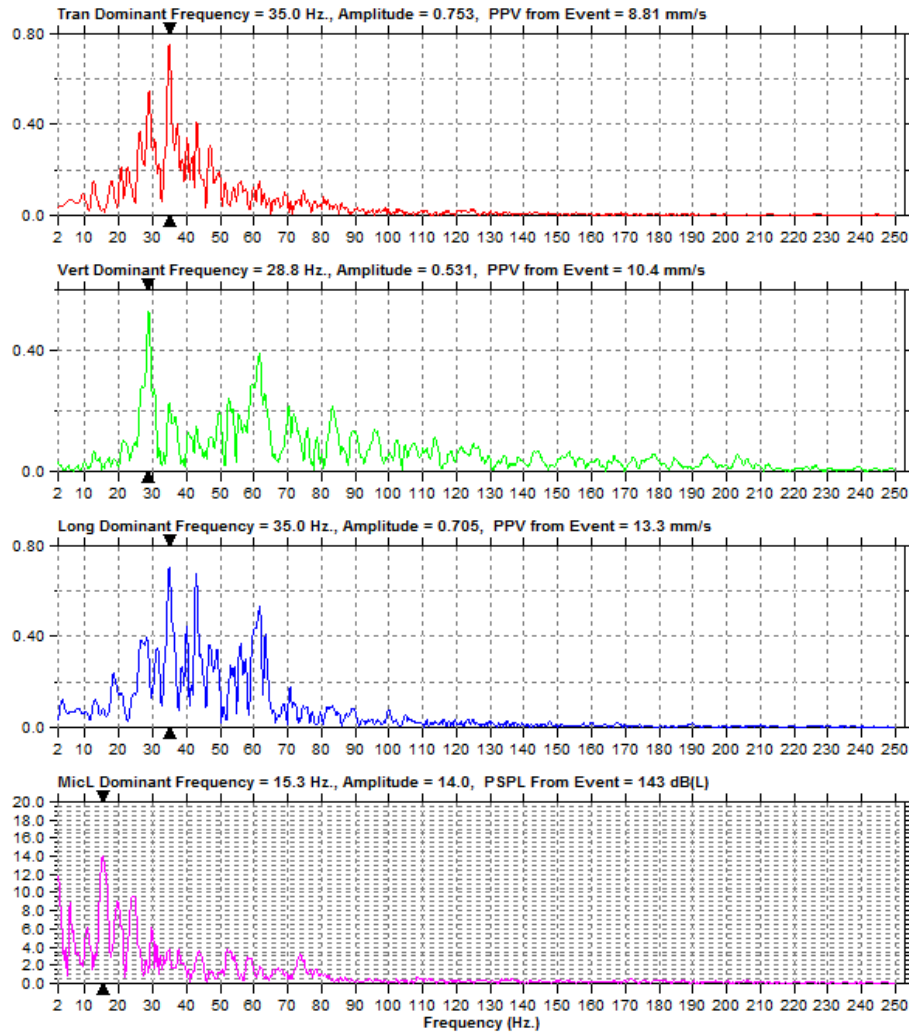 Tran Dominant Frequency = 35.0 Hz., Amplitude = 0.753, PPV from Event = 8.81 mm/s
0.80
0.40
0.0
2 10 20 30 40 50 60 70 80 90 100 110 120 130 140 150 160 170 180 190 200 210 220 230 240 250
Vert Dominant Frequency = 28.8 Hz., Amplitude = 0.531, PPV from Event = 10.4 mm/s
0.40
0.0
2 10 20 30 40 50 60 70 80 90 100 110 120 130 140 150 160 170 180 190 200 210 220 230 240 250
Long Dominant Frequency = 35.0 Hz., Amplitude = 0.705, PPV from Event = 13.3 mm/s
0.80
0.40
0.0
2 10 20 30 40 50 60 70 80 90 100 110 120 130 140 150 160 170 180 190 200 210 220 230 240 250
MicL Dominant Frequency = 15.3 Hz., Amplitude = 14.0, PSPL From Event = 143 dB(L)
20.0
18.0
16.0
14.0
12.0
10.0
8.0
6.0
4.0
2.0
0.0
2 10 20 30 40 50 60 70 80 90 100 110 120 130 140 150 160 170 180 190 200 210 220 230 240 250
Frequency (Hz.)